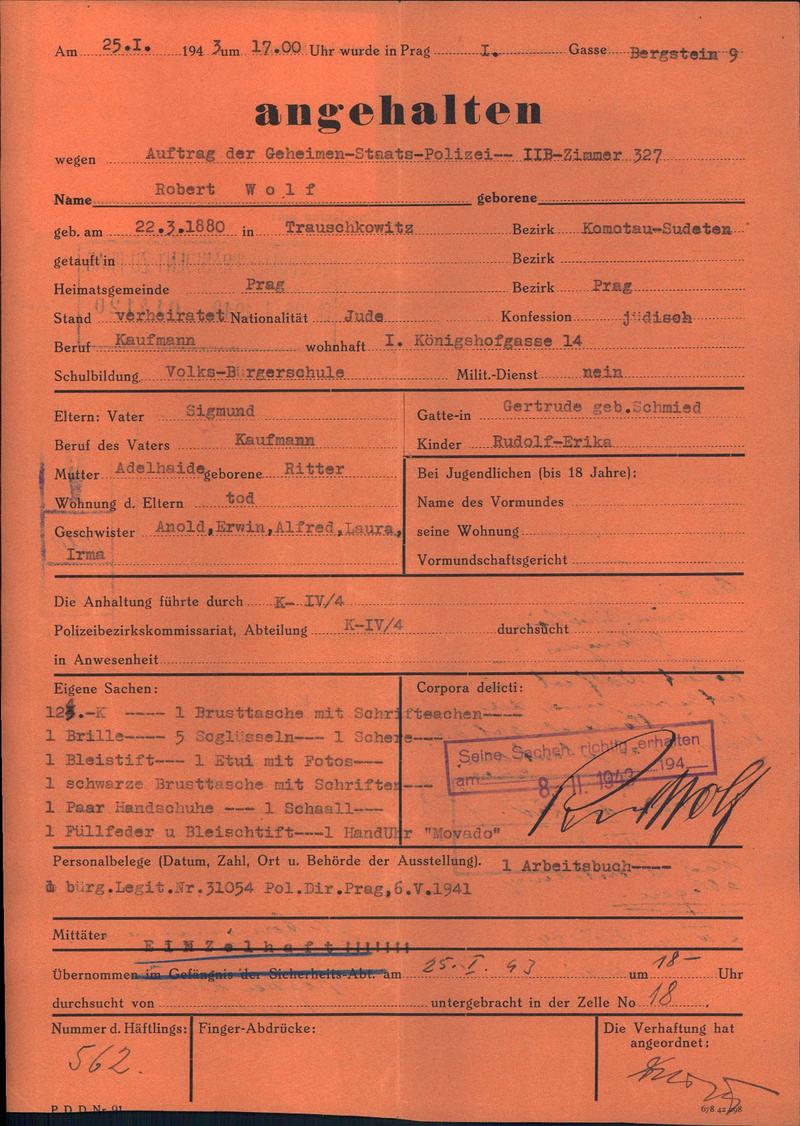 Am 25.I. 1943 um 17.00 Uhr wurde in Prag I. Gasse Bergstein 9
angehalten
wegen Auftrag der Geheimen-Staats-Polizei-- IIB-Zimmer 327
Name Robert Wolf geborene
geb. am 22.3.1880 in Trauschkowitz Bezirk Komotau-Sudeten
getauft in Bezirk
Heimatsgemeinde Prag Bezirk Prag
Stand verheiratet Nationalität Jude Konfession jüdisch
Beruf Kaufmann wohnhaft I. Königshofgasse 14
Schulbildung Volks-Bürgerschule Milit.-Dienst nein
Eltern: Vater Sigmund
Beruf des Vaters Kaufmann
Mutter Adelhaide geborene Ritter
Wohnung d. Eltern tod
Geschwister Anold,Erwin,Alfred,Laura,
Irma
Gatte-in Gertrude geb.Schmied
Kinder Rudolf-Erika
Bei Jugendlichen (bis 18 Jahre):
Name des Vormundes
seine Wohnung
Vormundschaftsgericht
Die Anhaltung führte durch K- IV/4
Polizeibezirkskommissariat, Abteilung K-IV/4 durchsucht
in Anwesenheit
Eigene Sachen: Corpora delicti:
.-K ---- 1 Brusttasche mit Schrifteachen----
1 Brille---- 5 Scglüsseln--- 1 Schere---
1 Bleistift--- 1 Etui mit Fotos---
1 schwarze Brusttasche mit Schriften----
1 Paar Handschuhe --- 1 Schaall---
1 Füllfeder u Bleischtift---1 HandUhr "Movado"
Seine Sachen richtig erhalten
am 8. II. 1943 194
Wolf
Personalbelege (Datum, Zahl, Ort u. Behörde der Ausstellung). 1 Arbeitsbuch----
bürg.Legit.Nr.31054 Pol.Dir.Prag,6.V.1941
Mittäter
EINZelhaft!!!!!!
Übernommen im Gefängnis der Sicherheits-Abt. am 25.I.43 um 18- Uhr
durchsucht von untergebracht in der Zelle No 18.
Nummer d. Häftlings: Finger-Abdrücke: Die Verhaftung hat
angeordnet:
562.
P. D. D. Nr. 91